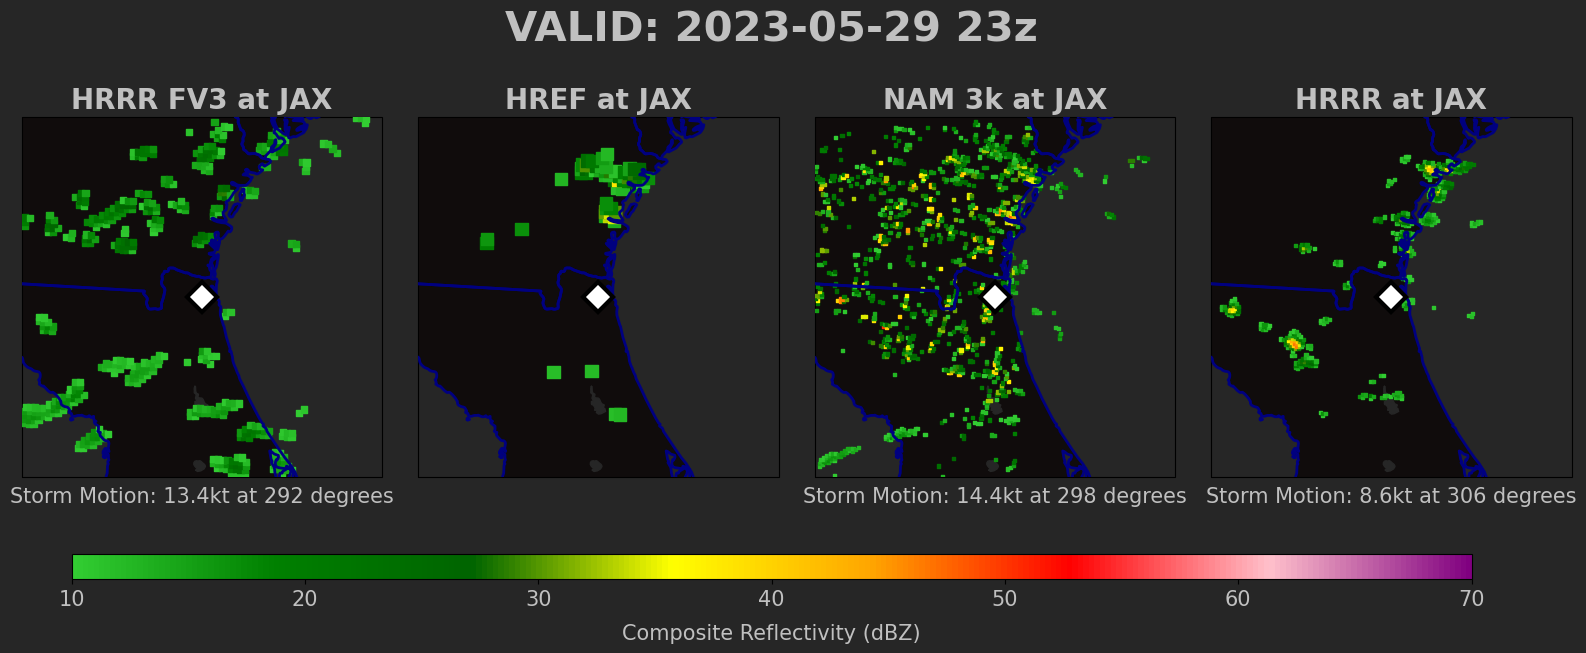 VALID: 2023-05-29 23z
HRRR FV3 at JAX
HREF at JAX
NAM 3k at JAX
HRRR at JAX
Storm Motion: 13.4kt at 292 degrees
Storm Motion: 14.4kt at 298 degrees
Storm Motion: 8.6kt at 306 degrees
10 20 30 40 50 60 70
Composite Reflectivity (dBZ)